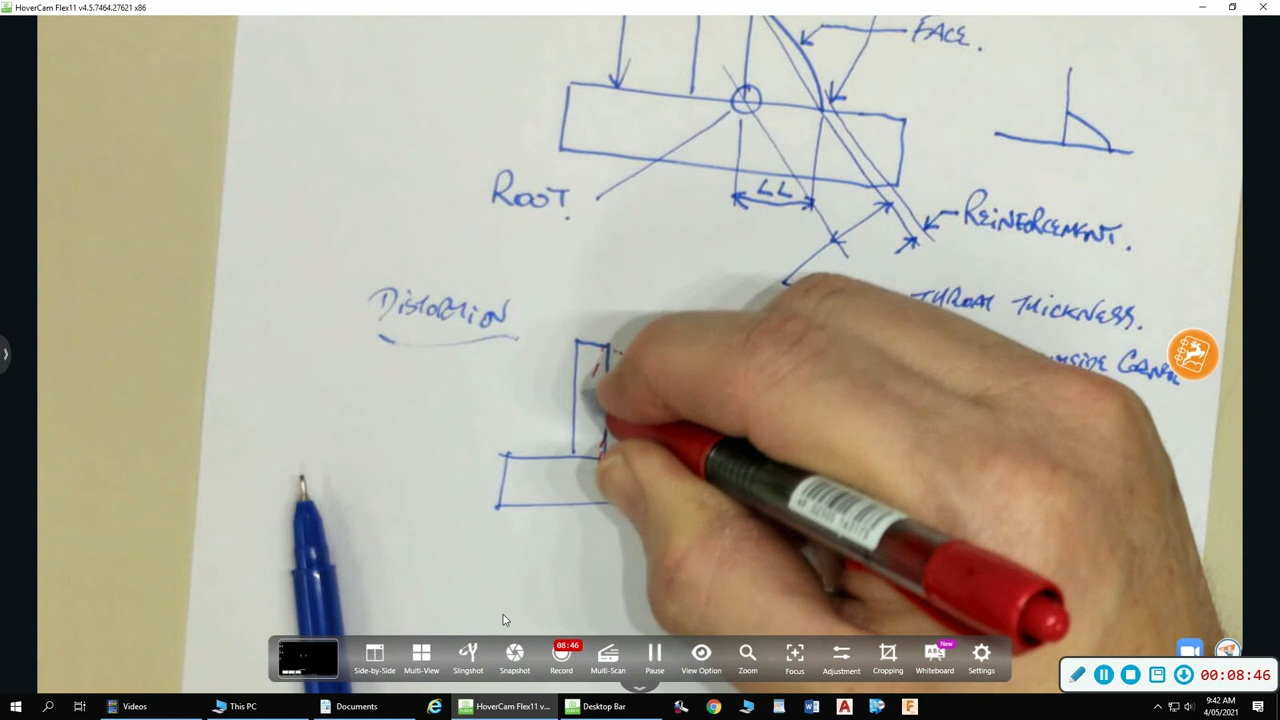 HoverCam Flex11 v4.5.7464.27621 x86
FACE.
ROOT.
LL
REINFORCEMENT.
Distortion
THROAT THICKNESS.
08:46
New
Side-by-Side
Multi-View
Slingshot
Snapshot
Record
Multi-Scan
Pause
View Option
Zoom
Focus
Adjustment
Cropping
Whiteboard
Settings
00:08:46
Videos
This PC
Documents
HoverCam Flex11 v...
Desktop Bar
9:42 AM
4/05/2021